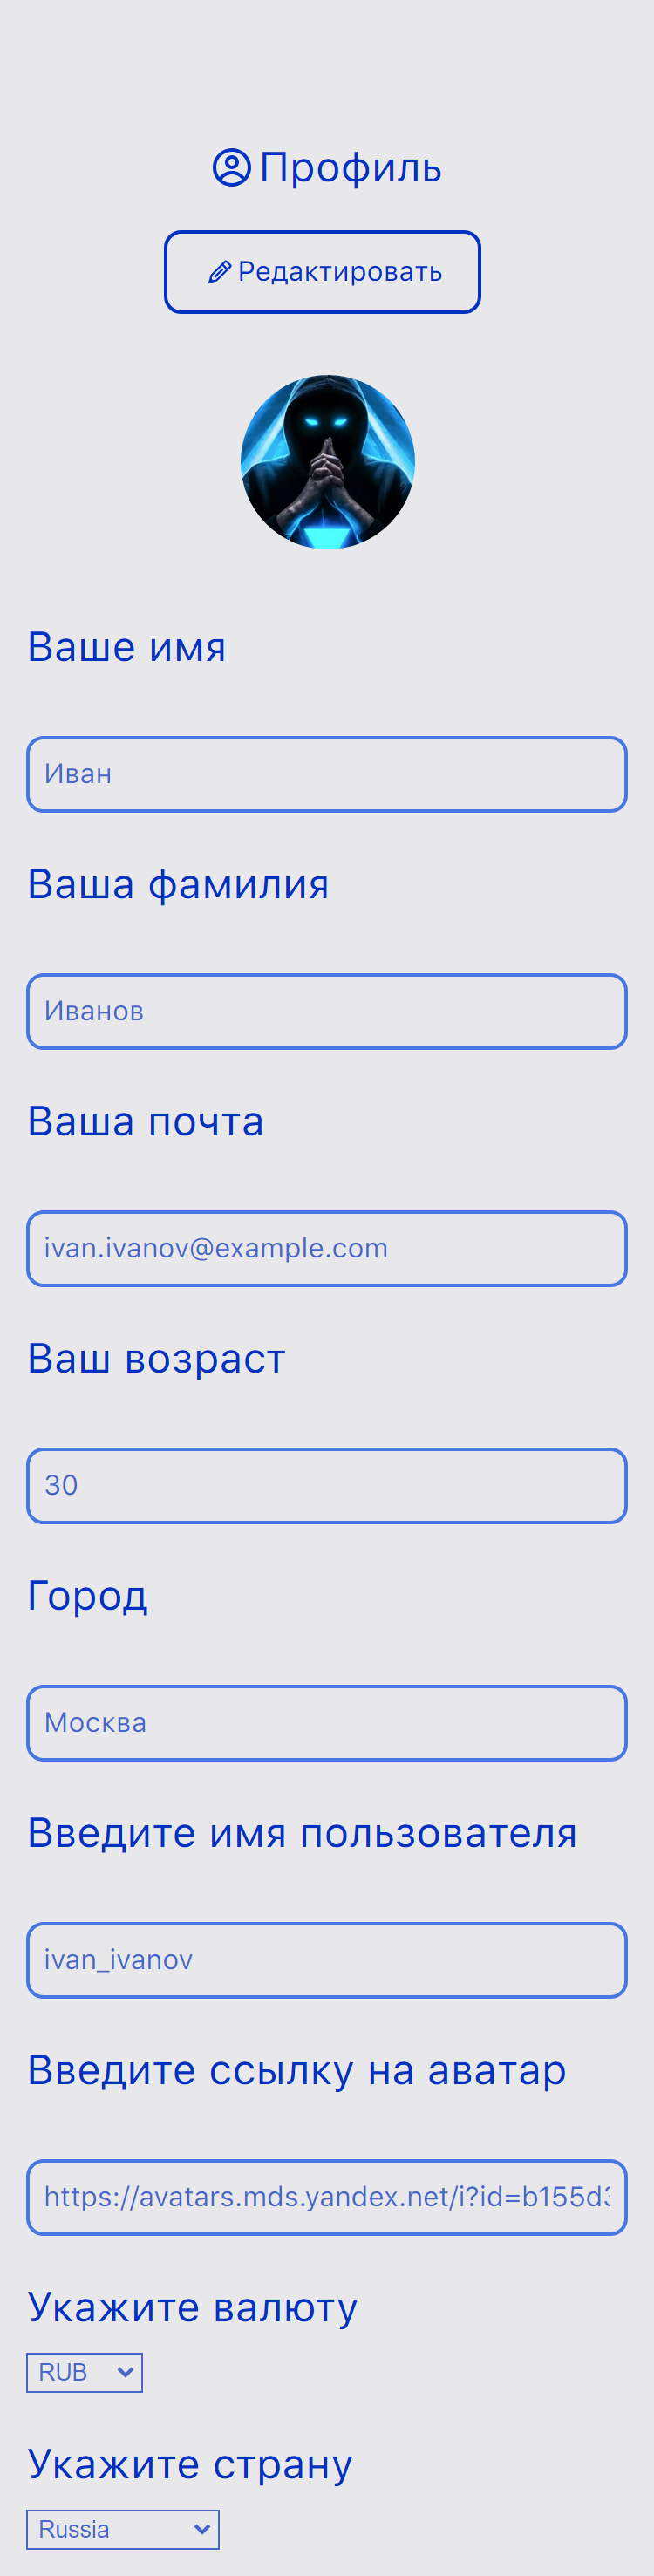 Профиль
Редактировать
Ваше имя
Иван
Ваша фамилия
Иванов
Ваша почта
ivan.ivanov@example.com
Ваш возраст
30
Город
Москва
Введите имя пользователя
ivan_ivanov
Введите ссылку на аватар
https://avatars.mds.yandex.net/i?id=b155d3
Укажите валюту
RUB
Укажите страну
Russia